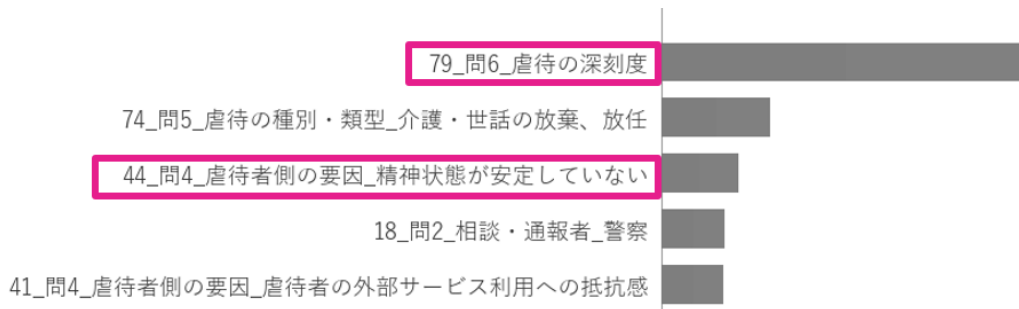 79_問6_虐待の深刻度
74_問5_虐待の種別・類型_介護・世話の放棄、放任
44_問4_虐待者側の要因_精神状態が安定していない
18_問2_相談・通報者_警察
41_問4_虐待者側の要因_虐待者の外部サービス利用への抵抗感